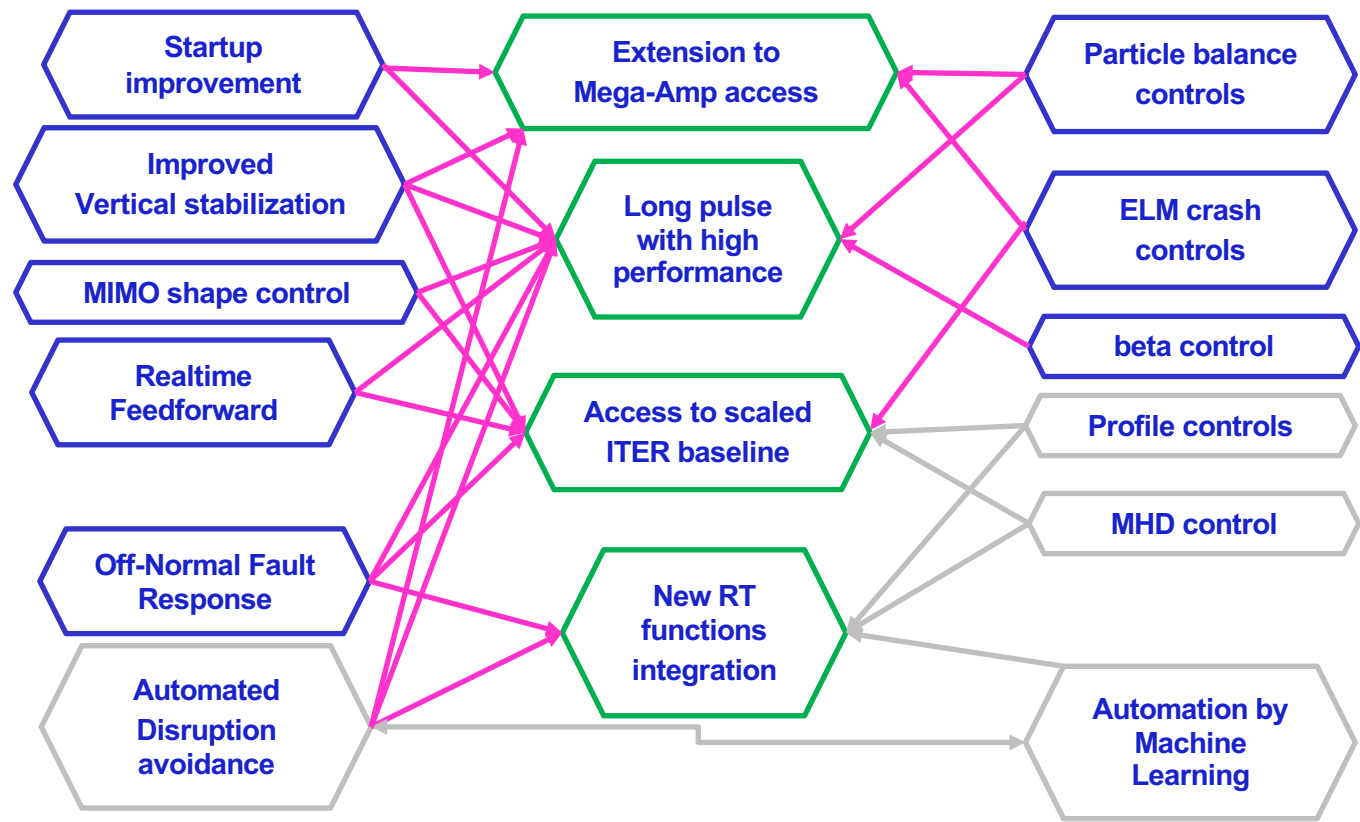 Startup
improvement
Improved
Vertical stabilization
MIMO shape control
Realtime
Feedforward
Off-Normal Fault
Response
Automated
Disruption
avoidance
Extension to
Mega-Amp access
Long pulse
with high
performance
Access to scaled
ITER baseline
New RT
functions
integration
Particle balance
controls
ELM crash
controls
beta control
Profile controls
MHD control
Automation by
Machine
Learning